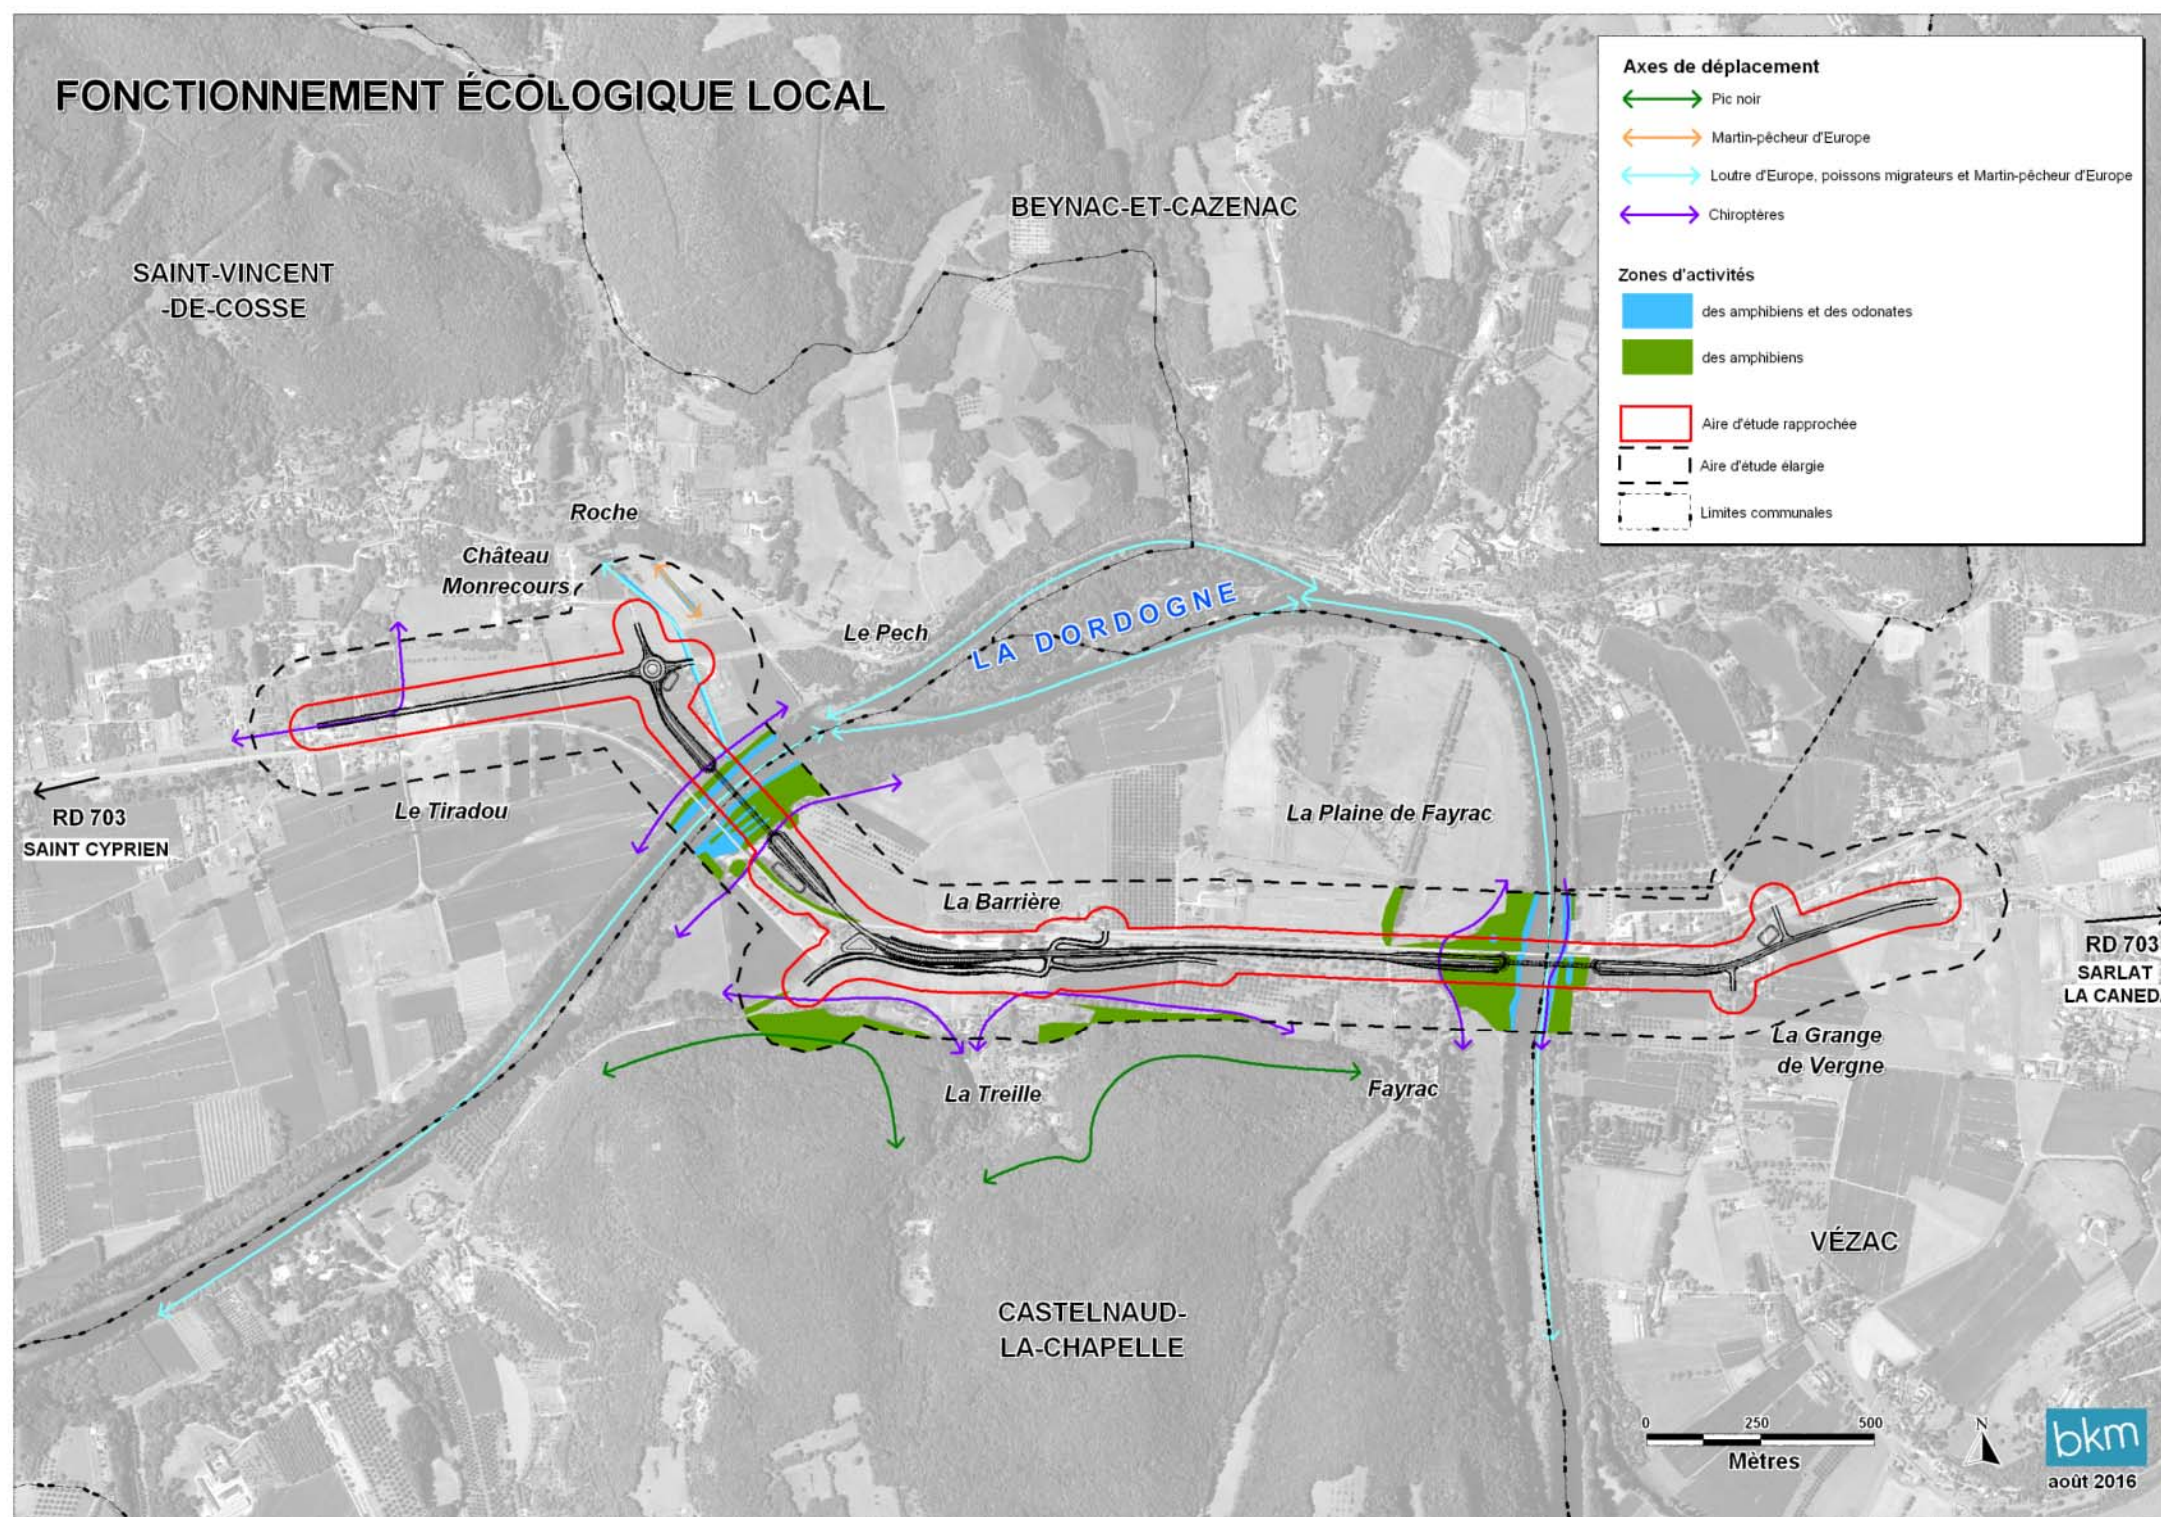 FONCTIONNEMENT ÉCOLOGIQUE LOCAL
Axes de déplacement
Pic noir
Martin-pêcheur d'Europe
Loutre d'Europe, poissons migrateurs et Martin-pêcheur d'Europe
Chiroptères
Zones d'activités
des amphibiens et des odonates
des amphibiens
Aire d'étude rapprochée
Aire d'étude élargie
Limites communales
BEYNAC-ET-CAZENAC
SAINT-VINCENT
-DE-COSSE
Roche
Château
Monrecours
Le Pech
LA DORDOGNE
Le Tiradou
RD 703
SAINT CYPRIEN
La Plaine de Fayrac
La Barrière
RD 703
SARLAT
LA CANEDA
La Grange
de Vergne
La Treille
Fayrac
VÉZAC
CASTELNAUD-
LA-CHAPELLE
0 250 500
Mètres
N
bkm
août 2016